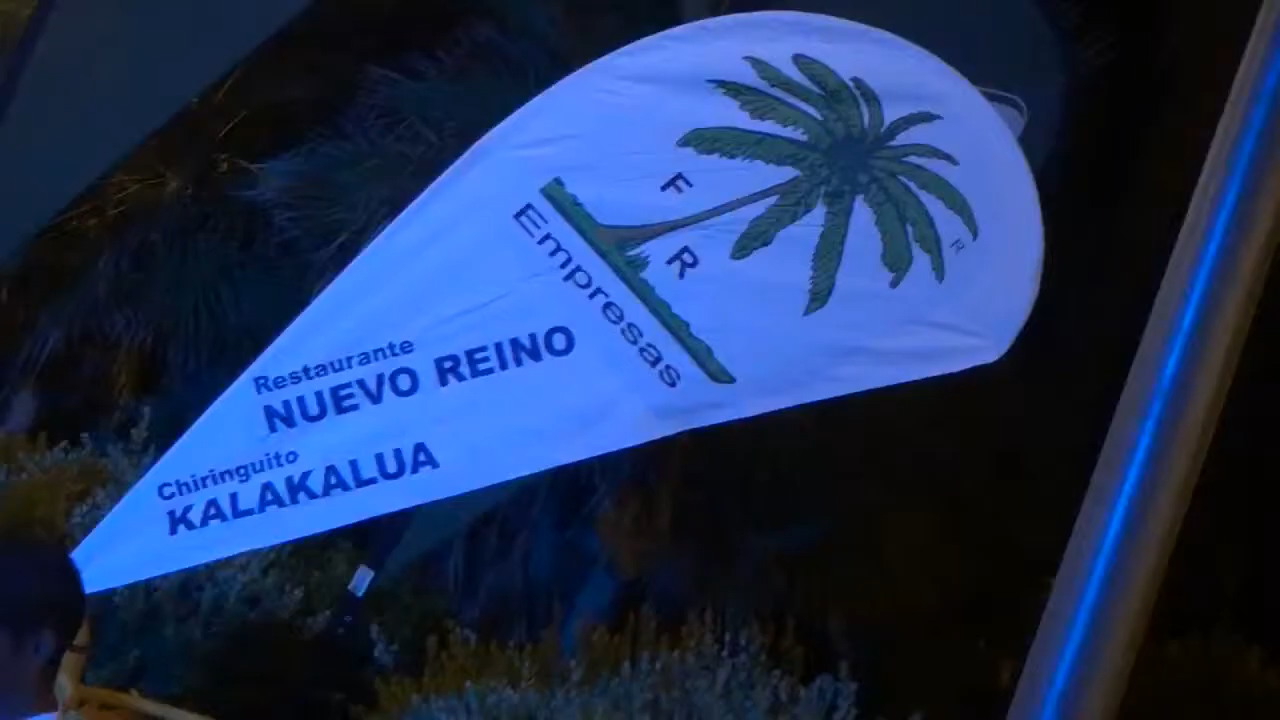 F R
®
Empresas
Restaurante
NUEVO REINO
Chiringuito
KALAKALUA